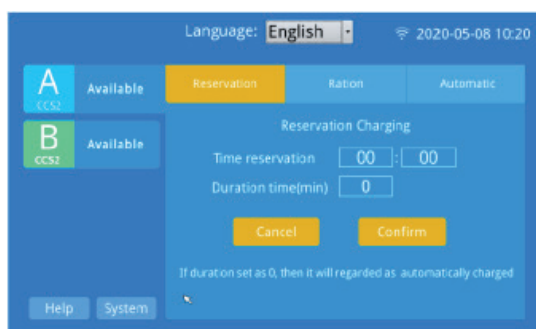 Language: English 2020-05-08 10:20
A CCS2 Available
B CCS2 Available
Reservation Ration Automatic
Reservation Charging
Time reservation 00 : 00
Duration time(min) 0
Cancel Confirm
If duration set as 0, then it will regarded as automatically charged
Help System